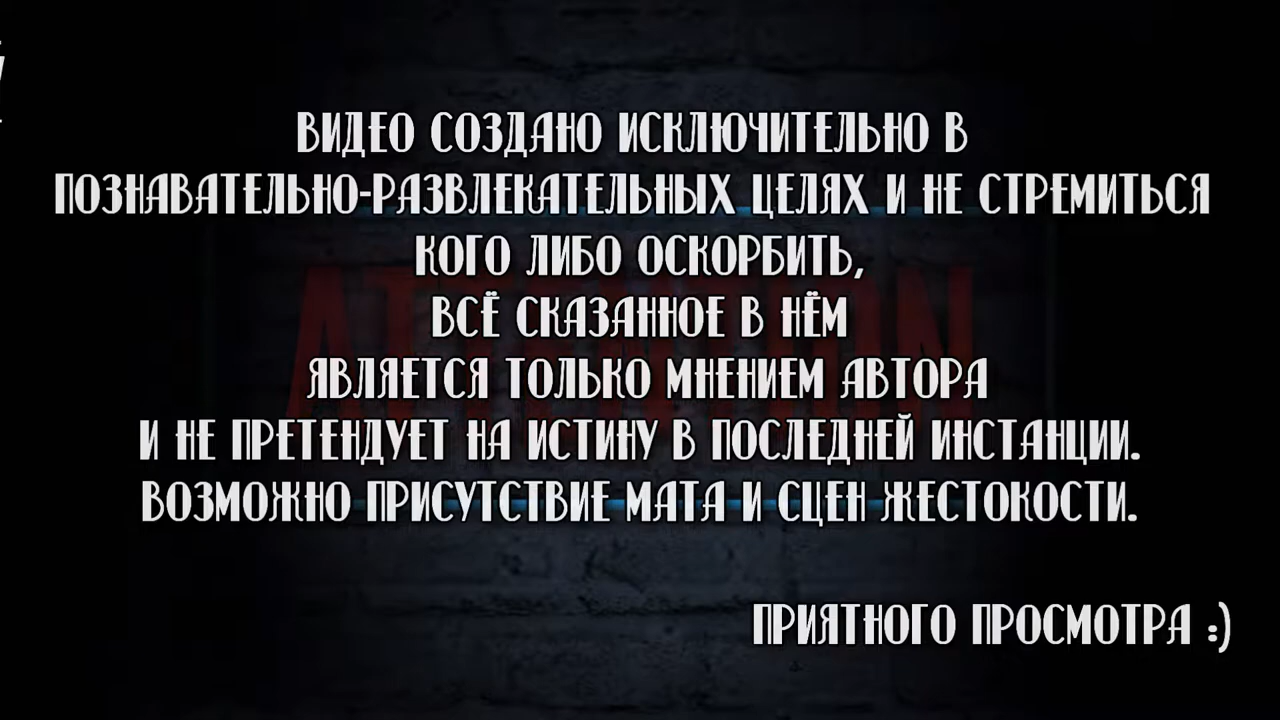 ВИДЕО СОЗДАНО ИСКЛЮЧИТЕЛЬНО В
ПОЗНАВАТЕЛЬНО-РАЗВЛЕКАТЕЛЬНЫХ ЦЕЛЯХ И НЕ СТРЕМИТЬСЯ
КОГО ЛИБО ОСКОРБИТЬ,
ВСЁ СКАЗАННОЕ В НЁМ
ЯВЛЯЕТСЯ ТОЛЬКО МНЕНИЕМ АВТОРА
И НЕ ПРЕТЕНДУЕТ НА ИСТИНУ В ПОСЛЕДНЕЙ ИНСТАНЦИИ.
ВОЗМОЖНО ПРИСУТСТВИЕ МАТА И СЦЕН ЖЕСТОКОСТИ.
ПРИЯТНОГО ПРОСМОТРА :)
ATTENTION